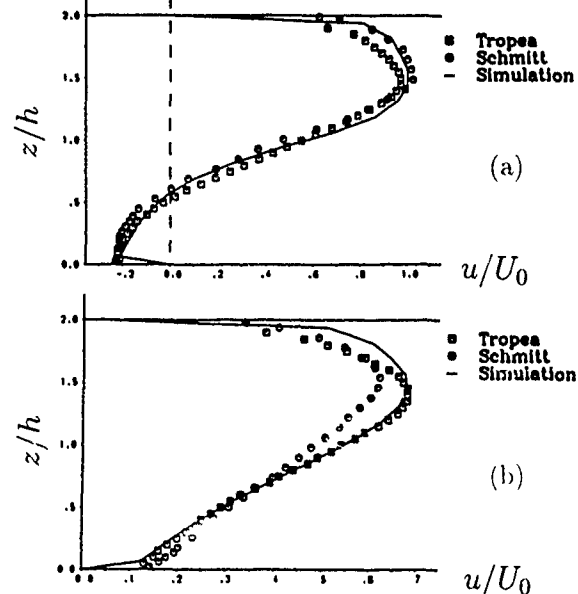 2.0
Tropea
Schmitt
Simulation
1.5
z/h
1.0
(a)
.5
0.0
-.2 0.0 .2 .4 .6 .8 1.0
u/U0
2.0
Tropea
Schmitt
Simulation
1.5
z/h
1.0
(b)
.5
0.0
0.0 .1 .2 .3 .4 .5 .6 .7
u/U0